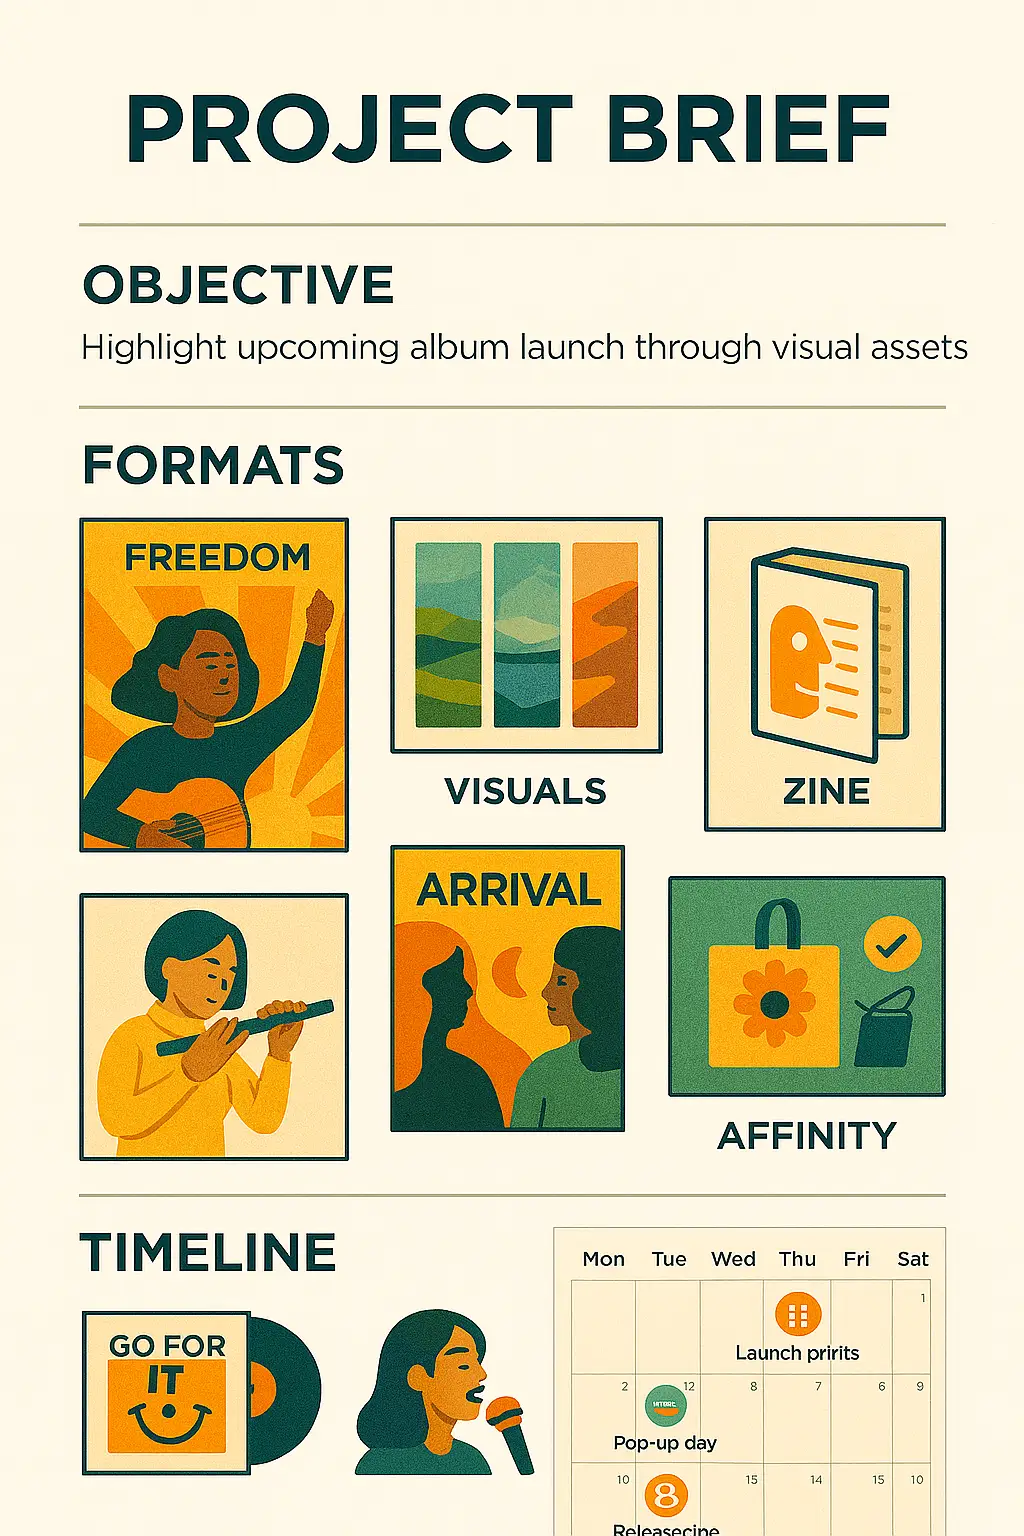 PROJECT BRIEF
OBJECTIVE
Highlight upcoming album launch through visual assets
FORMATS
FREEDOM
VISUALS
ZINE
ARRIVAL
AFFINITY
TIMELINE
GO FOR
IT
Mon Tue Wed Thu Fri Sat
1
Launch pririts
2 12 8 7 6 9
Pop-up day
10 15 14 15 10
8
Releasecine